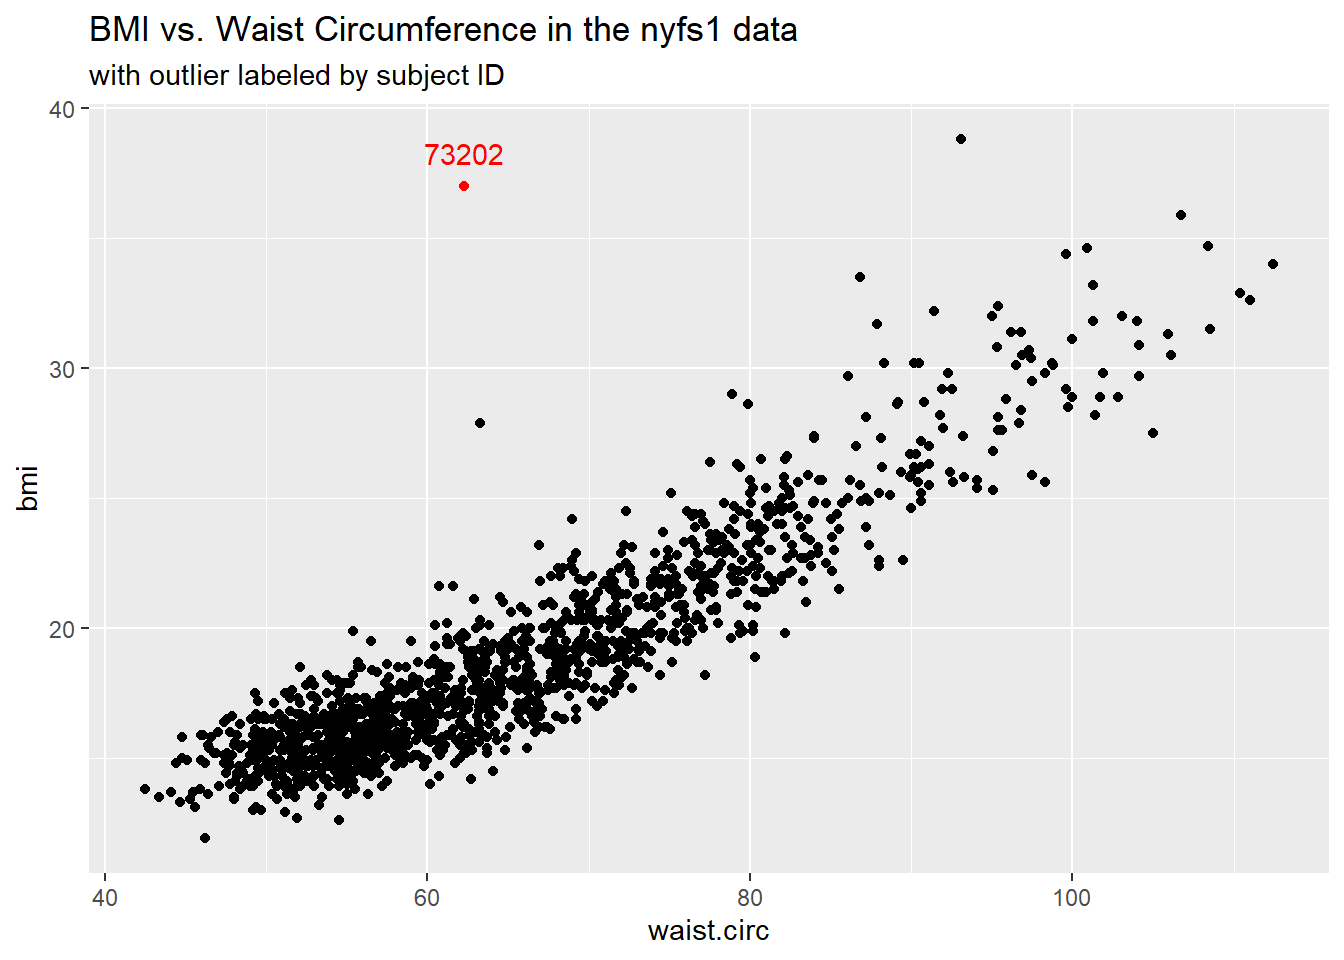 BMI vs. Waist Circumference in the nyfs1 data
with outlier labeled by subject ID
40
73202
30
bmi
20
40 60 80 100
waist.circ